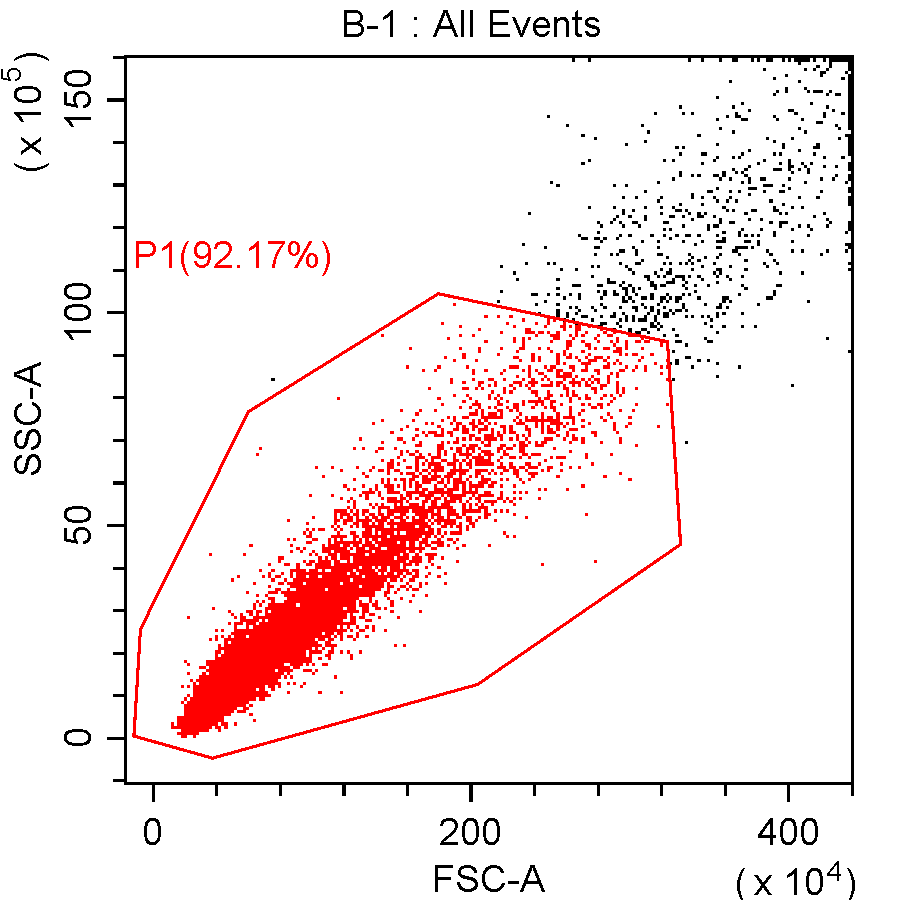 B-1 : All Events
(x 10⁵)
150
100
50
0
SSC-A
P1(92.17%)
0 200 400
FSC-A
(x 10⁴)